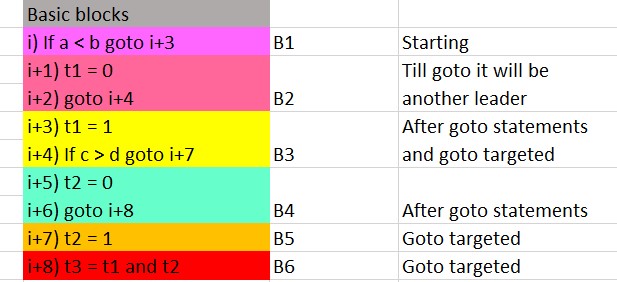 Basic blocks
i) If a < b goto i+3 B1 Starting
i+1) t1 = 0 Till goto it will be
i+2) goto i+4 B2 another leader
i+3) t1 = 1 After goto statements
i+4) If c > d goto i+7 B3 and goto targeted
i+5) t2 = 0
i+6) goto i+8 B4 After goto statements
i+7) t2 = 1 B5 Goto targeted
i+8) t3 = t1 and t2 B6 Goto targeted